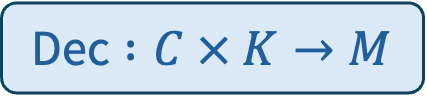 Dec : C × K → M